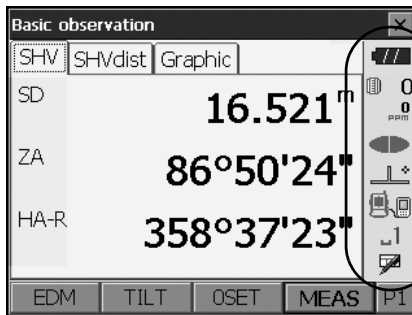 Basic observation
SHV SHVdist Graphic
SD 16.521 m
0
0
ppm
ZA 86°50'24"
HA-R 358°37'23"
1
EDM TILT 0SET MEAS P1